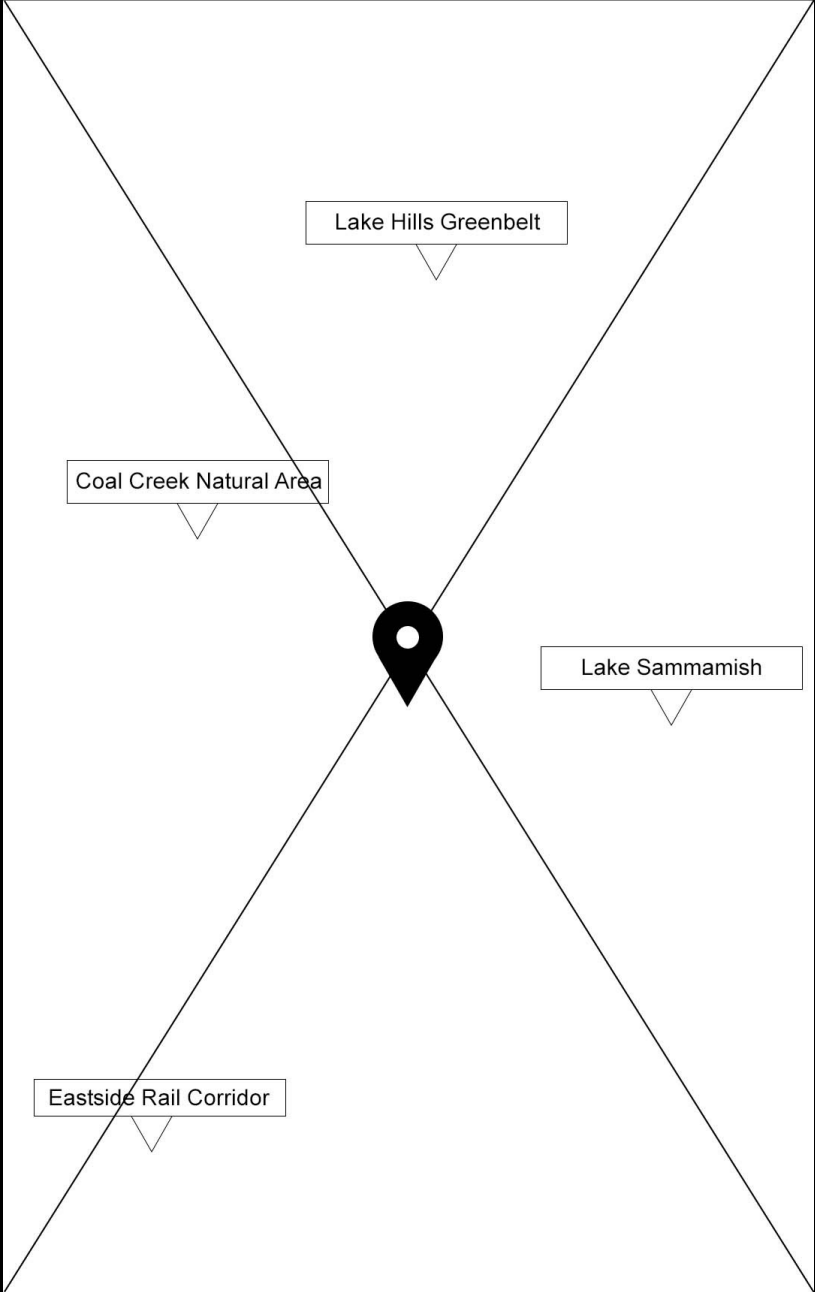 Lake Hills Greenbelt
Coal Creek Natural Area
Lake Sammamish
Eastside Rail Corridor